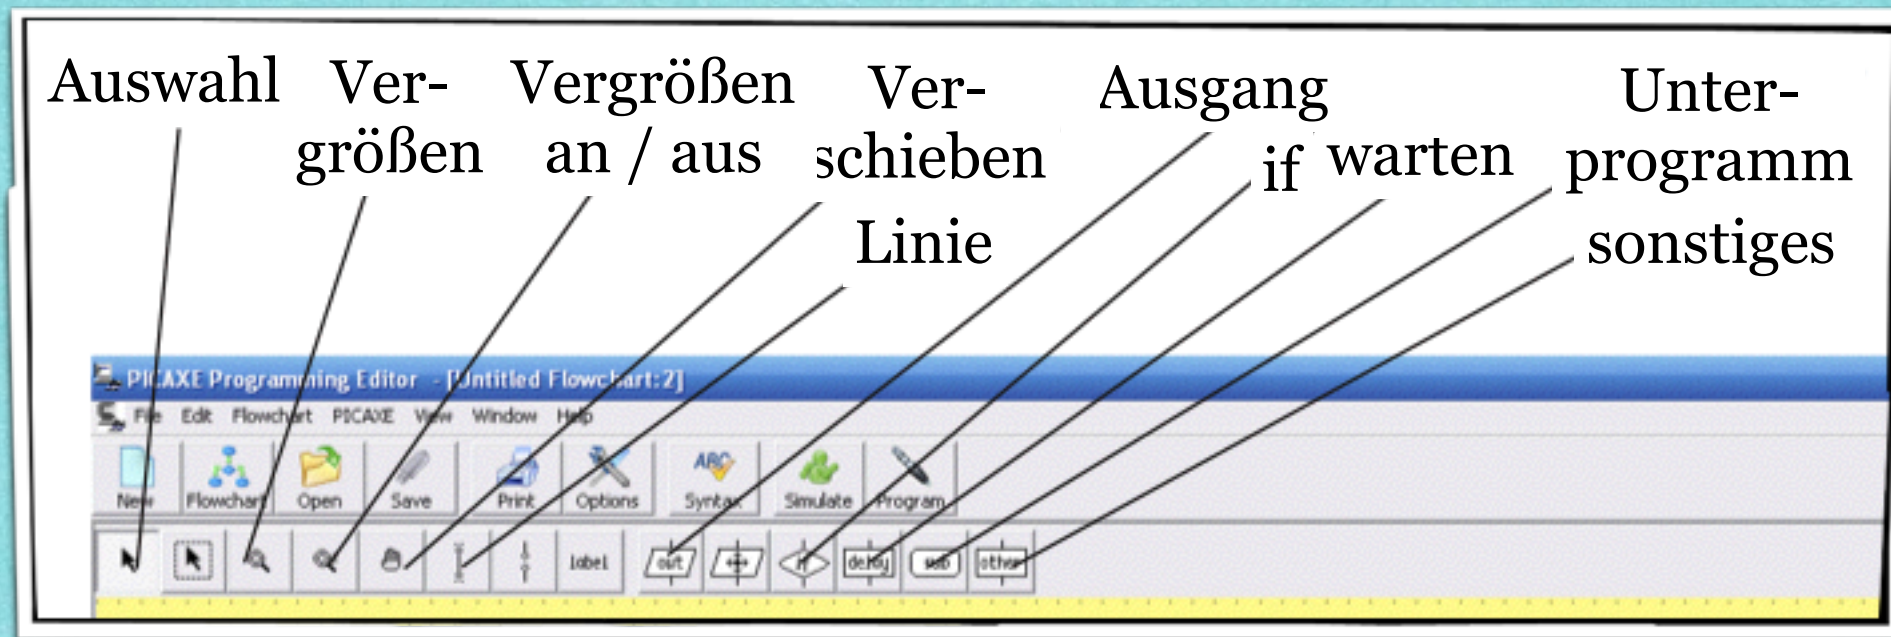 Auswahl
Ver-
größen
Vergrößen
an / aus
Ver-
schieben
Linie
Ausgang
if
warten
Unter-
programm
sonstiges
PICAXE Programming Editor - [Untitled Flowchart:2]
File Edit Flowchart PICAXE View Window Help
ABC
New Flowchart Open Save Print Options Syntax Simulate Program
label out if delay sub other